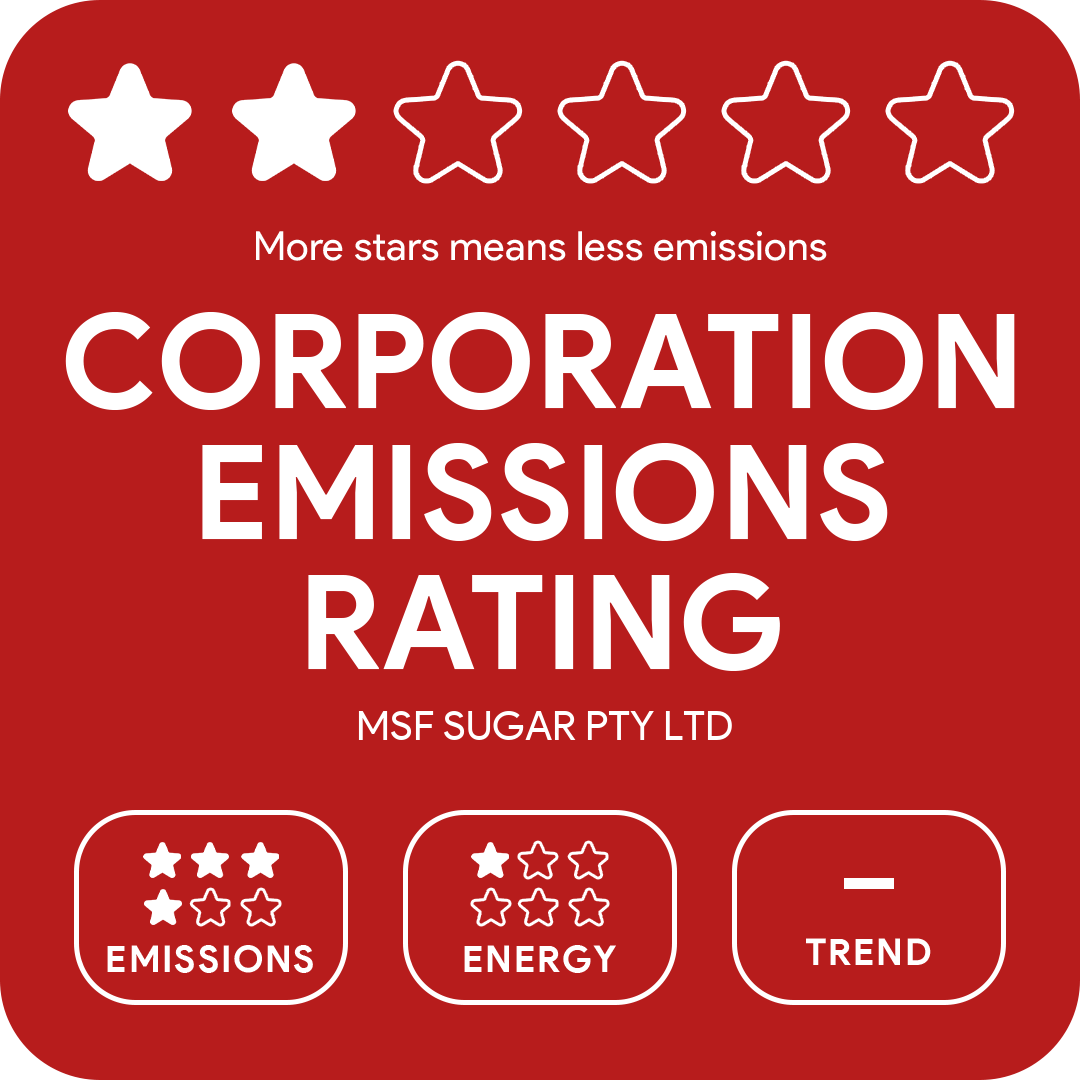 More stars means less emissions
CORPORATION
EMISSIONS
RATING
MSF SUGAR PTY LTD
EMISSIONS
ENERGY
TREND